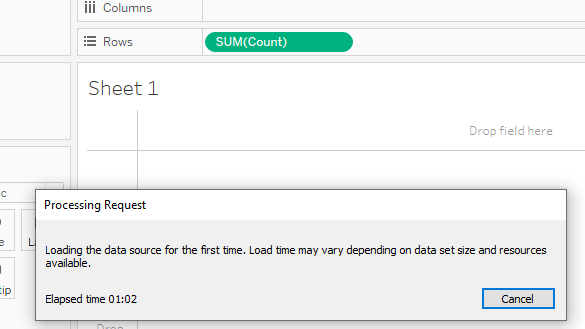 Columns
Rows
SUM(Count)
Sheet 1
Drop field here
Processing Request
Loading the data source for the first time. Load time may vary depending on data set size and resources
available.
Elapsed time 01:02
Cancel
Drop